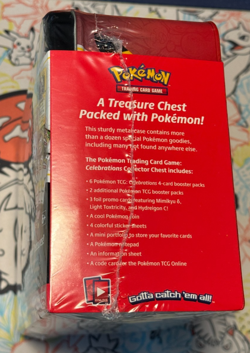 POKÉMON
TRADING CARD GAME
A Treasure Chest
Packed with Pokémon!
This sturdy metal case contains more
than a dozen special Pokémon goodies,
including many not found anywhere else.
The Pokémon Trading Card Game:
Celebrations Collector Chest includes:
• 6 Pokémon TCG: Celebrations 4-card booster packs
• 2 additional Pokémon TCG booster packs
• 3 foil promo cards featuring Mimikyu δ,
Light Toxtricity, and Hydreigon C!
• A cool Pokémon coin
• 4 colorful sticker sheets
• A mini portfolio to store your favorite cards
• A Pokémon notepad
• An information sheet
• A code card for the Pokémon TCG Online
Gotta catch 'em all!